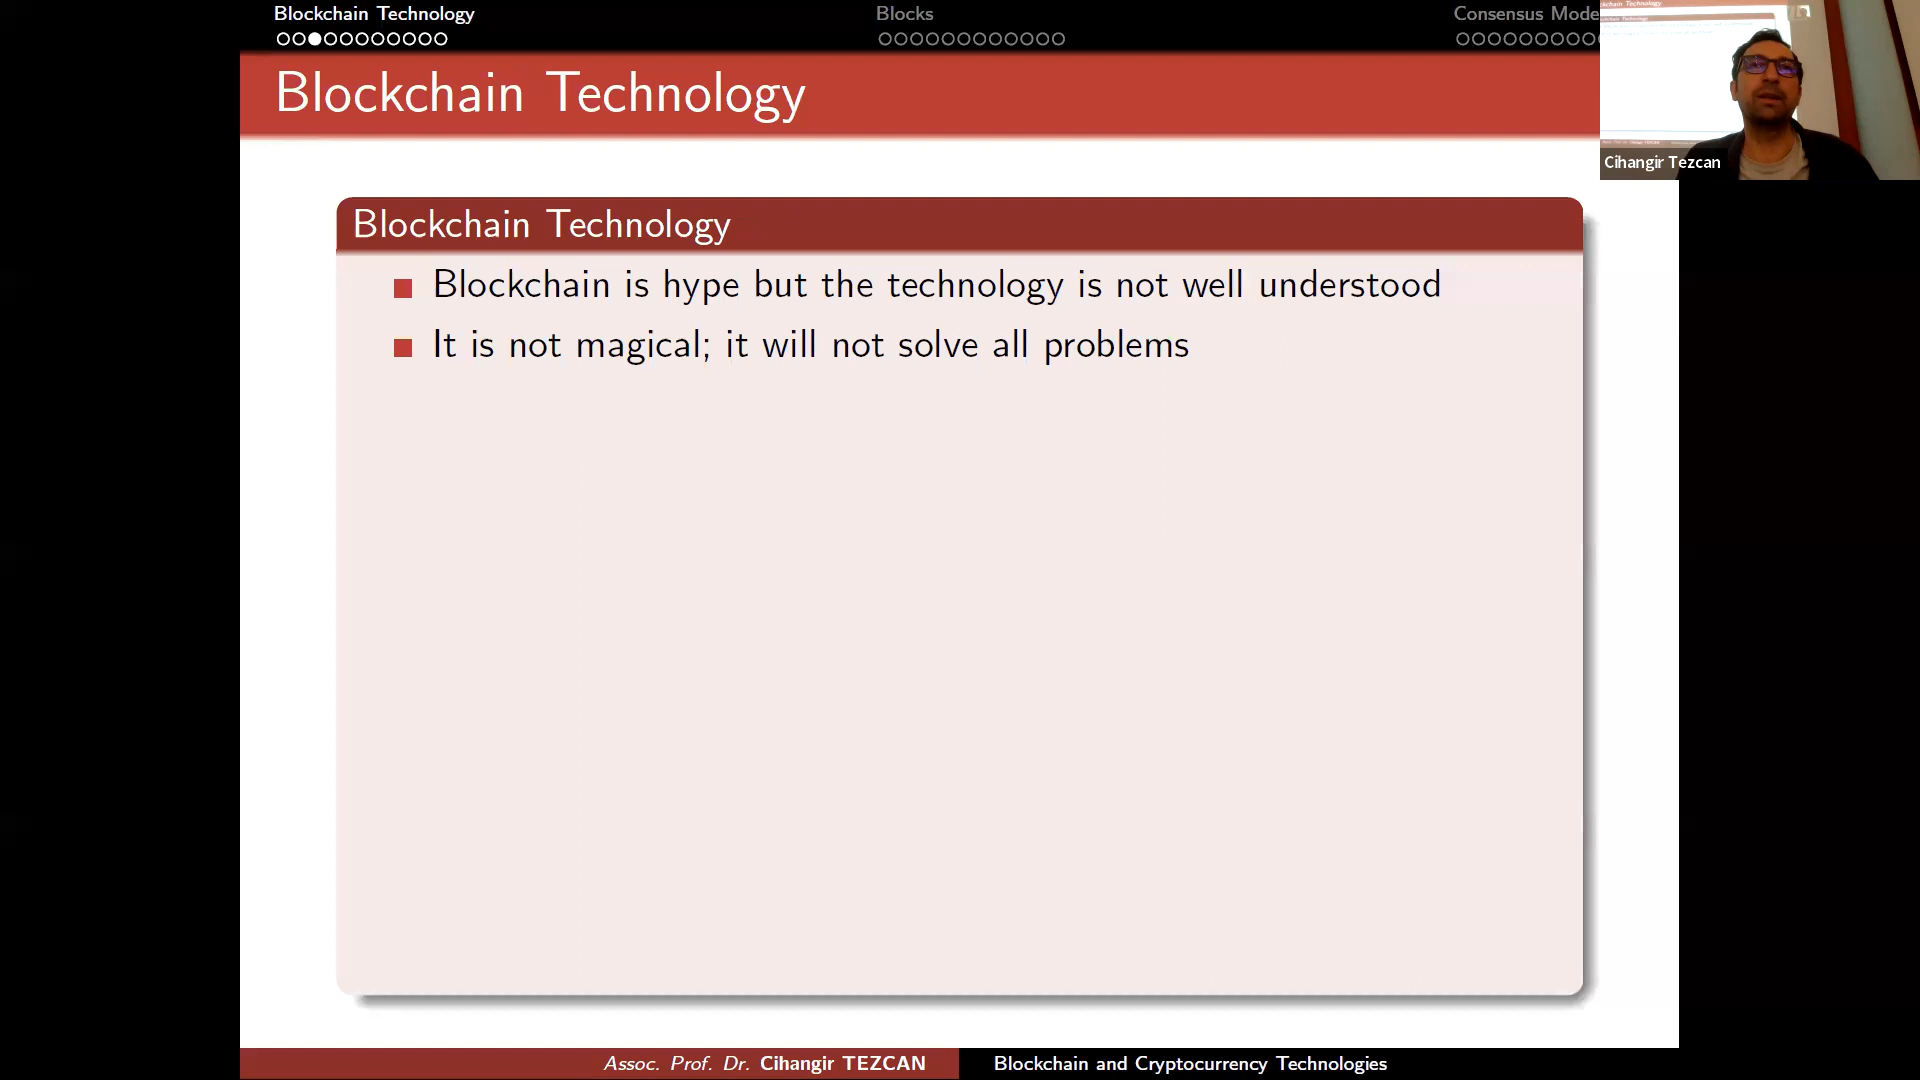 Blockchain Technology
Blocks
Consensus Mode
Blockchain Technology
Cihangir Tezcan
Blockchain Technology
Blockchain is hype but the technology is not well understood
It is not magical; it will not solve all problems
Assoc. Prof. Dr. Cihangir TEZCAN
Blockchain and Cryptocurrency Technologies